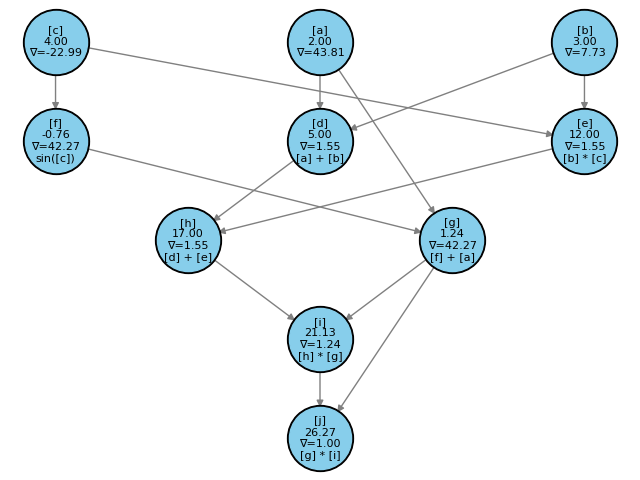 [c]
4.00
∇=-22.99
[a]
2.00
∇=43.81
[b]
3.00
∇=7.73
[f]
-0.76
∇=42.27
sin([c])
[d]
5.00
∇=1.55
[a] + [b]
[e]
12.00
∇=1.55
[b] * [c]
[h]
17.00
∇=1.55
[d] + [e]
[g]
1.24
∇=42.27
[f] + [a]
[i]
21.13
∇=1.24
[h] * [g]
[j]
26.27
∇=1.00
[g] * [i]